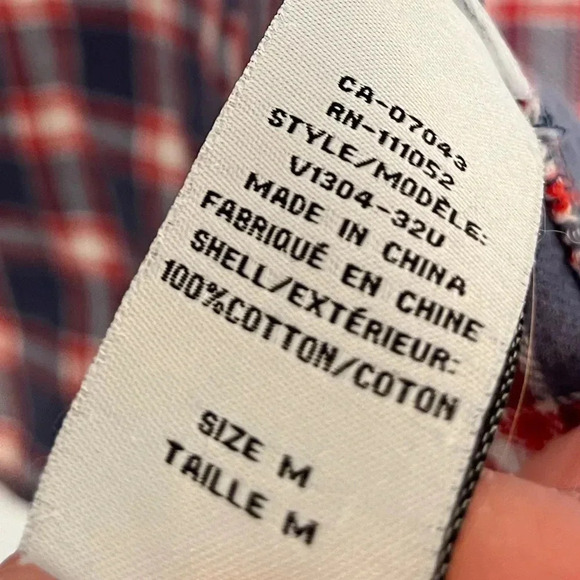 CA-07043
RN-111052
STYLE/MODÈLE:
V1304-32U
MADE IN CHINA
FABRIQUÉ EN CHINE
SHELL/EXTÉRIEUR:
100%COTTON/COTON
SIZE M
TAILLE M